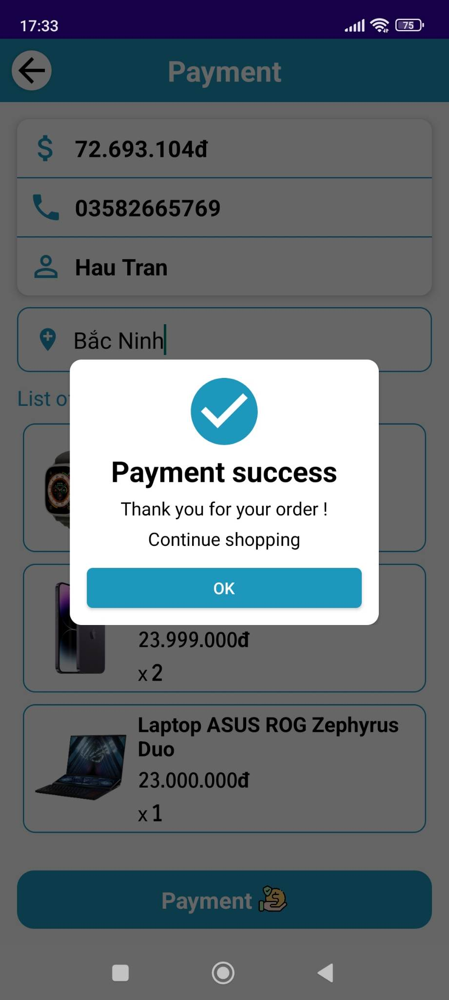 17:33
75
Payment
72.693.104đ
03582665769
Hau Tran
Bắc Ninh
List
Payment success
Thank you for your order !
Continue shopping
OK
23.999.000đ
x 2
Laptop ASUS ROG Zephyrus
Duo
23.000.000đ
x 1
Payment